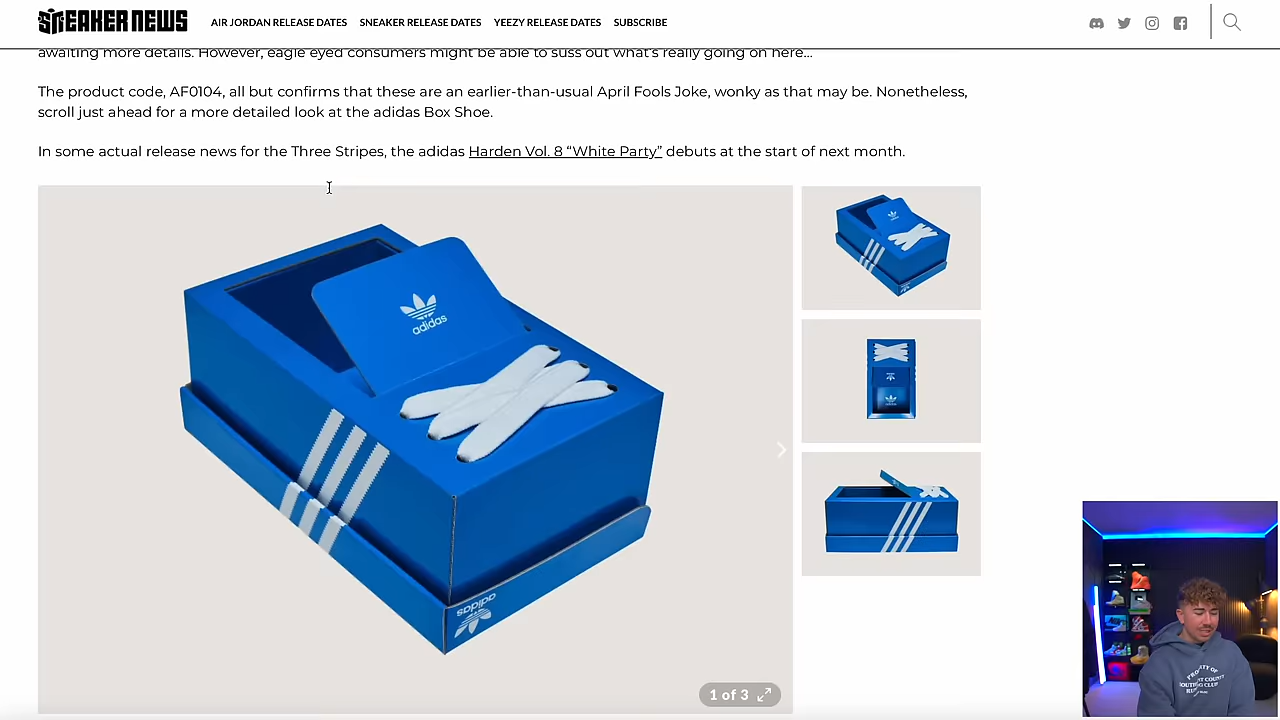 SNEAKER NEWS AIR JORDAN RELEASE DATES SNEAKER RELEASE DATES YEEZY RELEASE DATES SUBSCRIBE
awaiting more details. However, eagle eyed consumers might be able to suss out what's really going on here…
The product code, AF0104, all but confirms that these are an earlier-than-usual April Fools Joke, wonky as that may be. Nonetheless,
scroll just ahead for a more detailed look at the adidas Box Shoe.
In some actual release news for the Three Stripes, the adidas Harden Vol. 8 “White Party” debuts at the start of next month.
adidas
adidas
1 of 3
PROPERTY OF